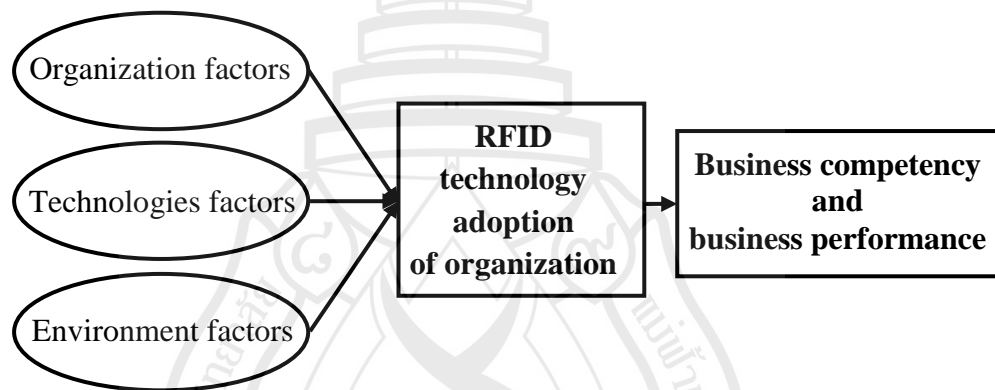 Organization factors
Technologies factors
Environment factors
RFID
technology
adoption
of organization
Business competency
and
business performance